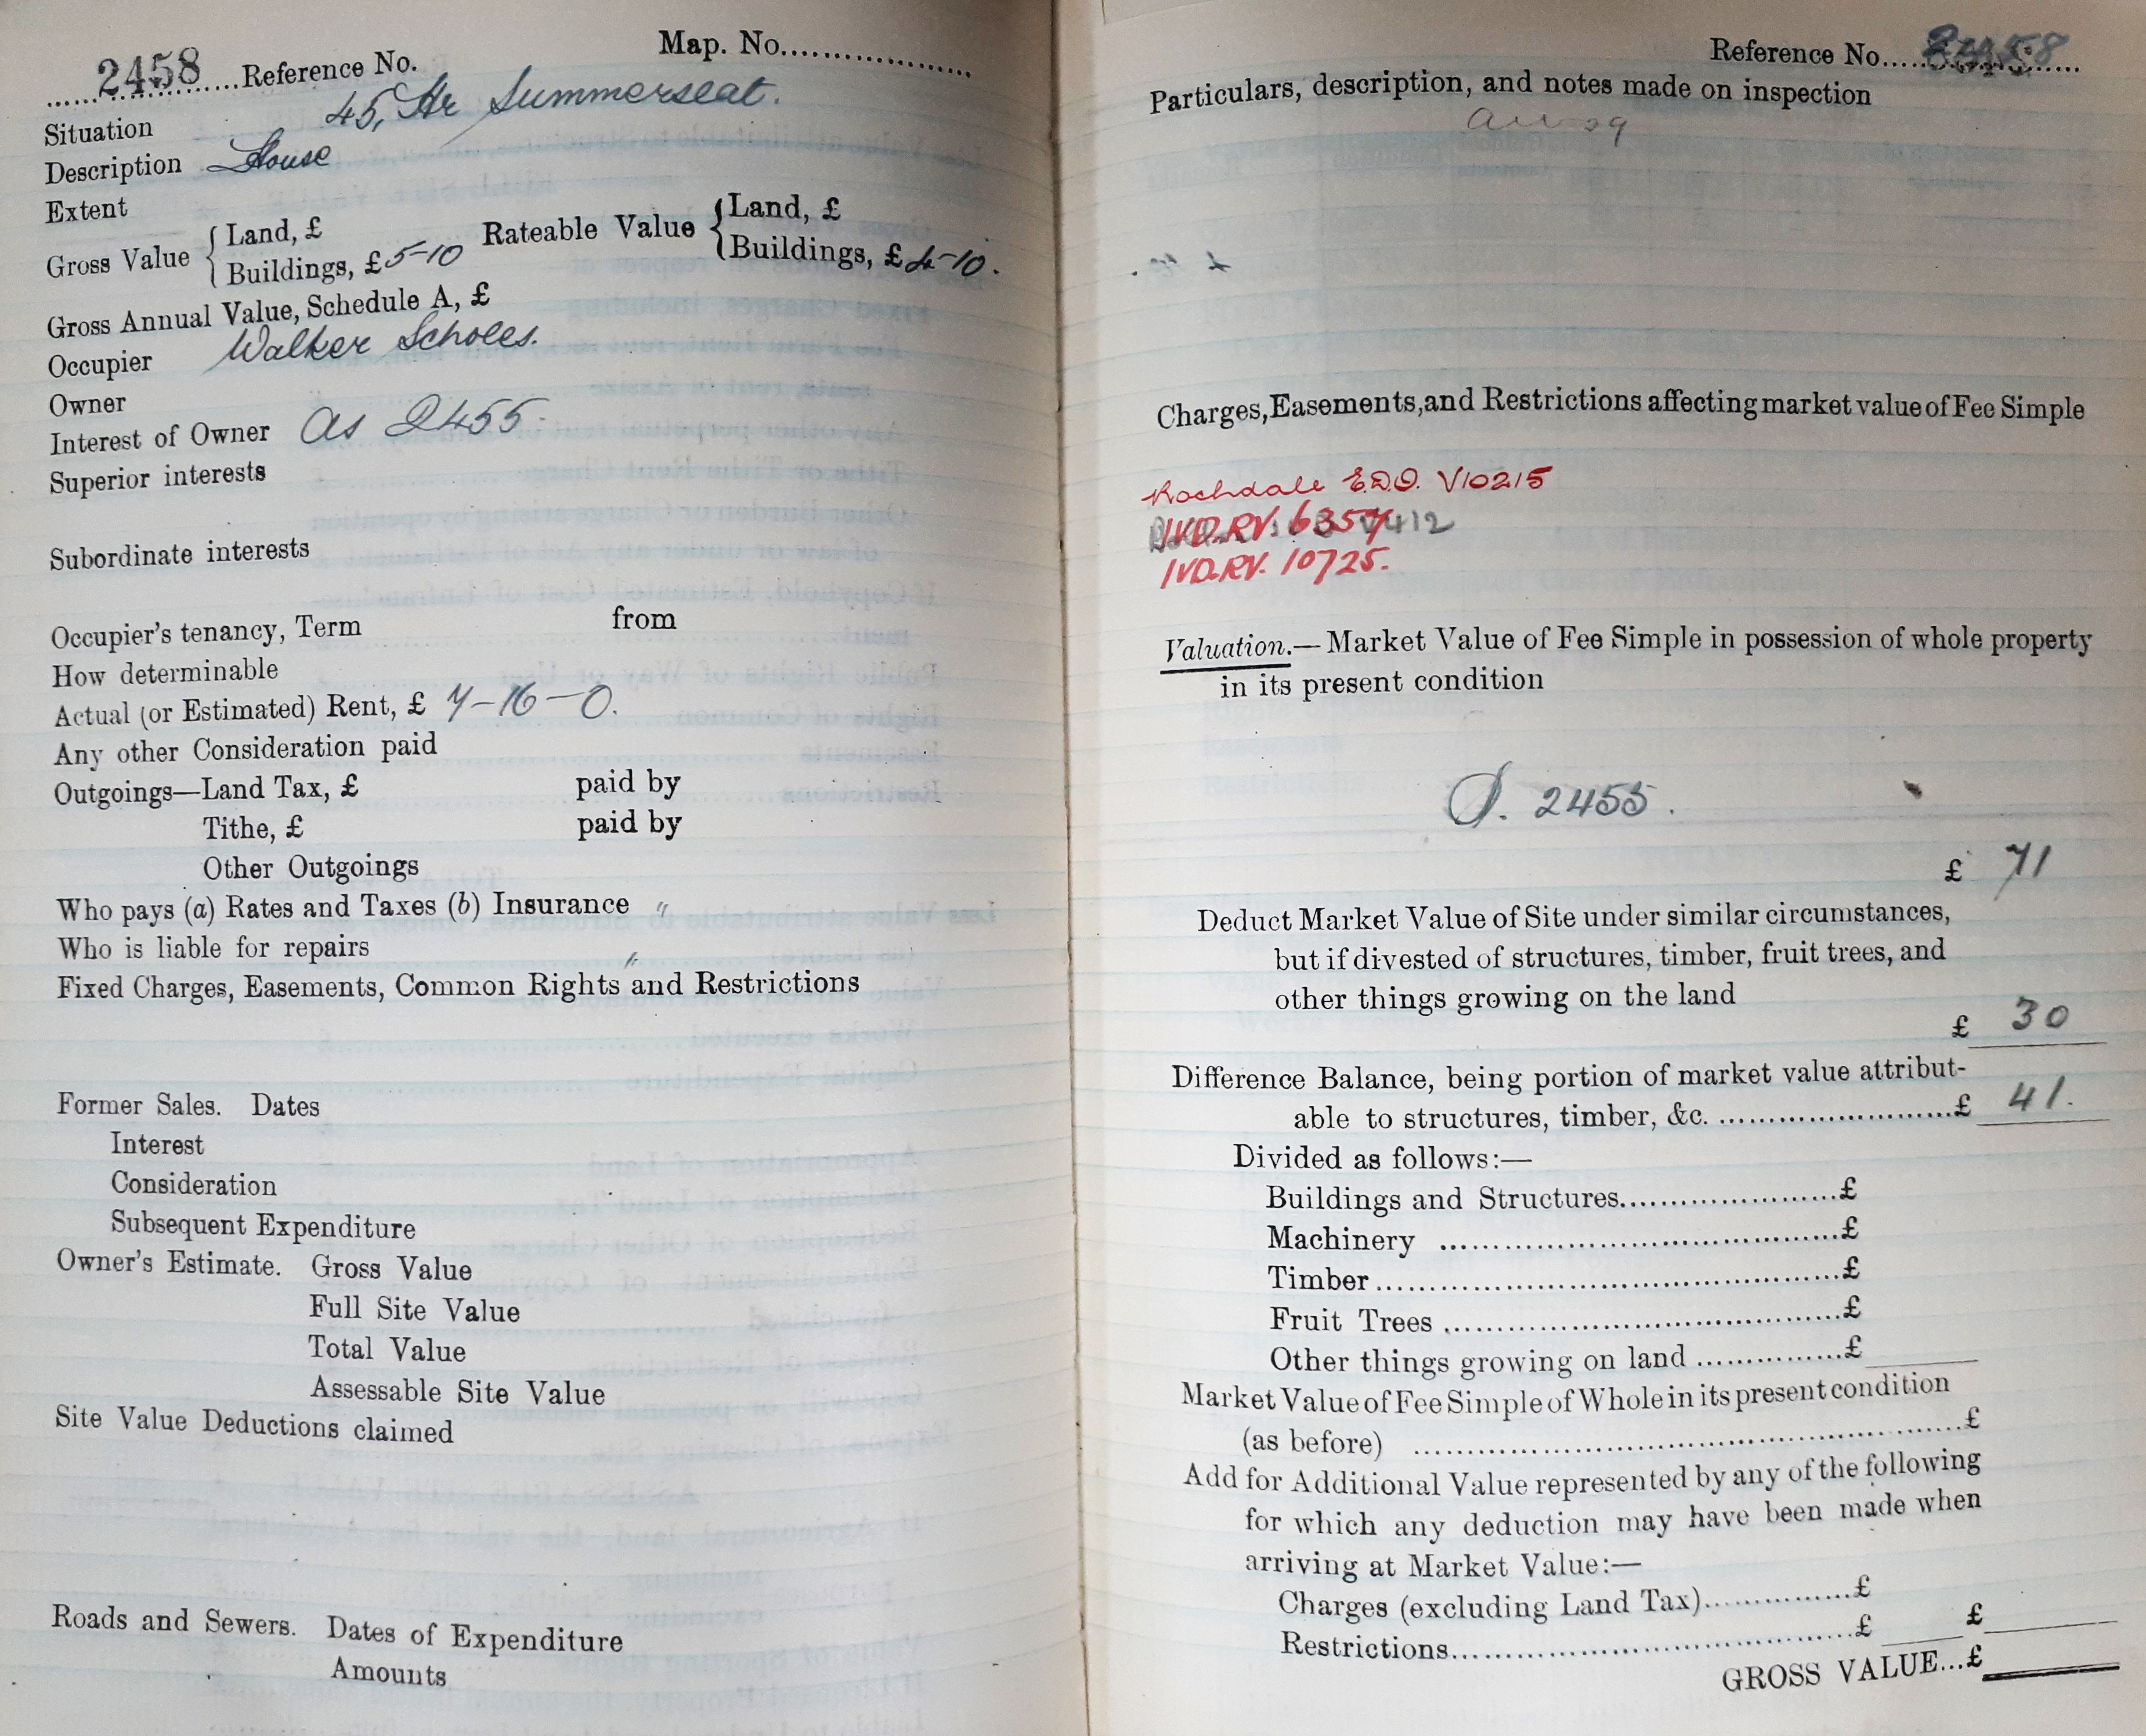 2458 Reference No. Map. No.
Situation 45, Hr Summerseat.
Description House
Extent
Gross Value { Land, £ Rateable Value { Land, £
Buildings, £ 5-10 Buildings, £ 4-10.
Gross Annual Value, Schedule A, £
Occupier Walker Scholes.
Owner
Interest of Owner as 2455.
Superior interests
Subordinate interests
Occupier's tenancy, Term from
How determinable
Actual (or Estimated) Rent, £ 7-16-0.
Any other Consideration paid
Outgoings—Land Tax, £ paid by
Tithe, £ paid by
Other Outgoings
Who pays (a) Rates and Taxes (b) Insurance "
Who is liable for repairs "
Fixed Charges, Easements, Common Rights and Restrictions
Former Sales. Dates
Interest
Consideration
Subsequent Expenditure
Owner's Estimate. Gross Value
Full Site Value
Total Value
Assessable Site Value
Site Value Deductions claimed
Roads and Sewers. Dates of Expenditure
Amounts
Reference No. 2458
Particulars, description, and notes made on inspection
Charges, Easements, and Restrictions affecting market value of Fee Simple
Rochdale E.D.O. V10215
IVD.RV. 6357
V412
IVD.RV. 10725.
Valuation.—Market Value of Fee Simple in possession of whole property
in its present condition
2455.
£ 71
Deduct Market Value of Site under similar circumstances,
but if divested of structures, timber, fruit trees, and
other things growing on the land
£ 30
Difference Balance, being portion of market value attribut-
able to structures, timber, &c. £ 41.
Divided as follows:—
Buildings and Structures £
Machinery £
Timber £
Fruit Trees £
Other things growing on land £
Market Value of Fee Simple of Whole in its present condition
(as before) £
Add for Additional Value represented by any of the following
for which any deduction may have been made when
arriving at Market Value:—
Charges (excluding Land Tax) £
Restrictions £ £
GROSS VALUE...£